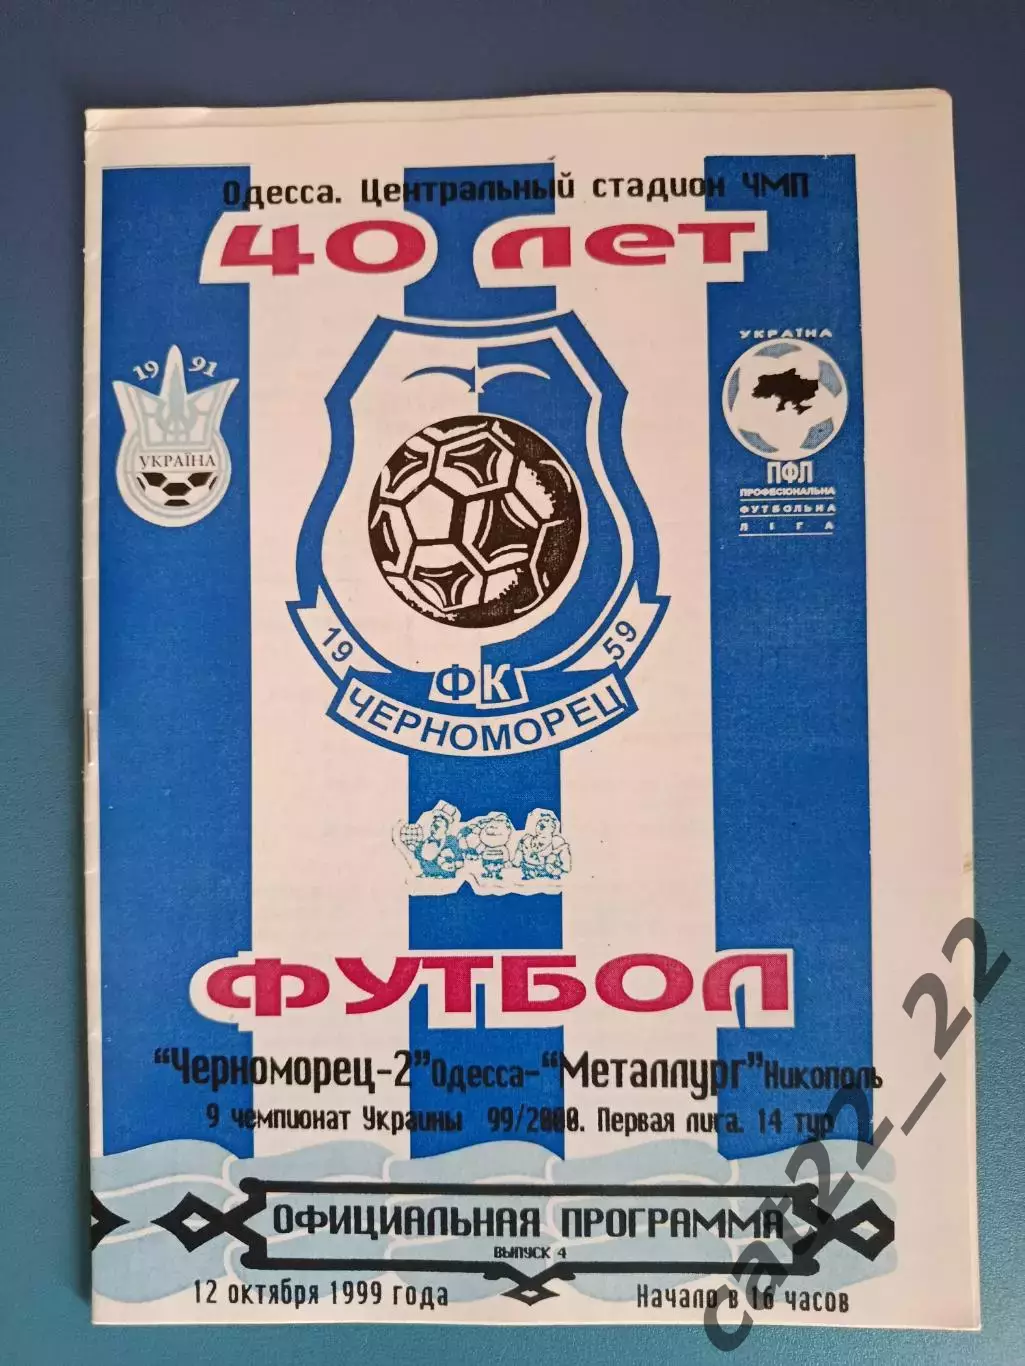 Одесса. Центральный стадион ЧМП
40 лет
1991
УКРАЇНА
УКРАЇНА
ПФЛ
ПРОФЕСІОНАЛЬНА
ФУТБОЛЬНА
ЛІГА
19 59
ФК
ЧЕРНОМОРЕЦ
ФУТБОЛ
"Черноморец-2" Одесса-"Металлург" Никополь
9 чемпионат Украины 99/2000. Первая лига. 14 тур
ОФИЦИАЛЬНАЯ ПРОГРАММА
ВЫПУСК 4
12 октября 1999 года Начало в 16 часов
cat22_22